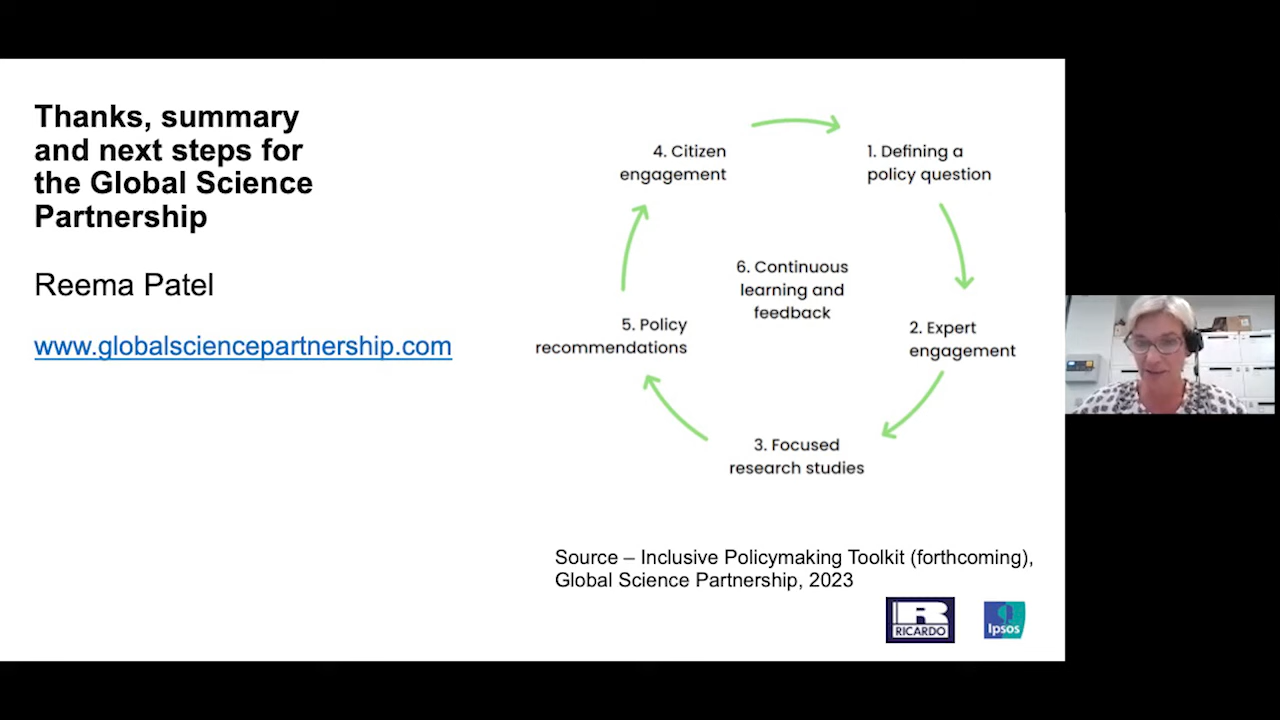 Thanks, summary
and next steps for
the Global Science
Partnership
Reema Patel
www.globalsciencepartnership.com
4. Citizen
engagement
1. Defining a
policy question
6. Continuous
learning and
feedback
5. Policy
recommendations
2. Expert
engagement
3. Focused
research studies
Source – Inclusive Policymaking Toolkit (forthcoming),
Global Science Partnership, 2023
R
RICARDO
Ipsos